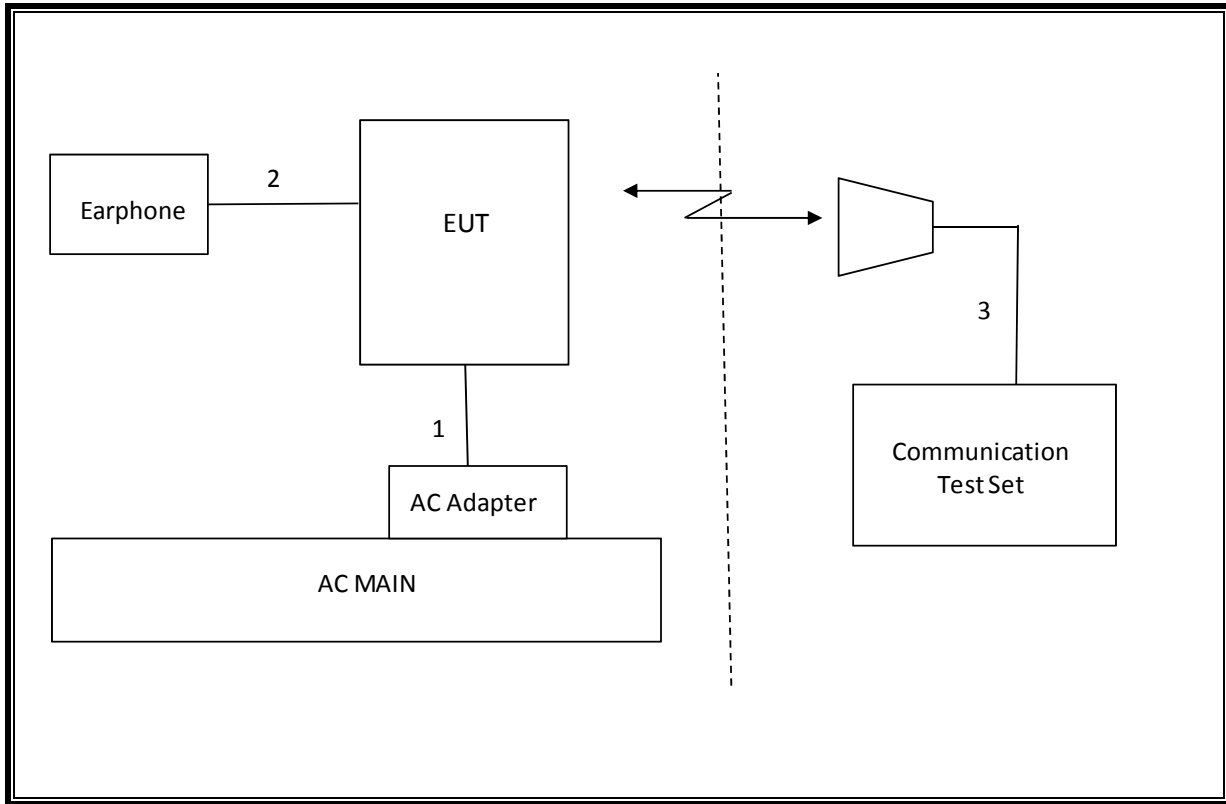 2
Earphone
EUT
3
1
Communication
Test Set
AC Adapter
AC MAIN